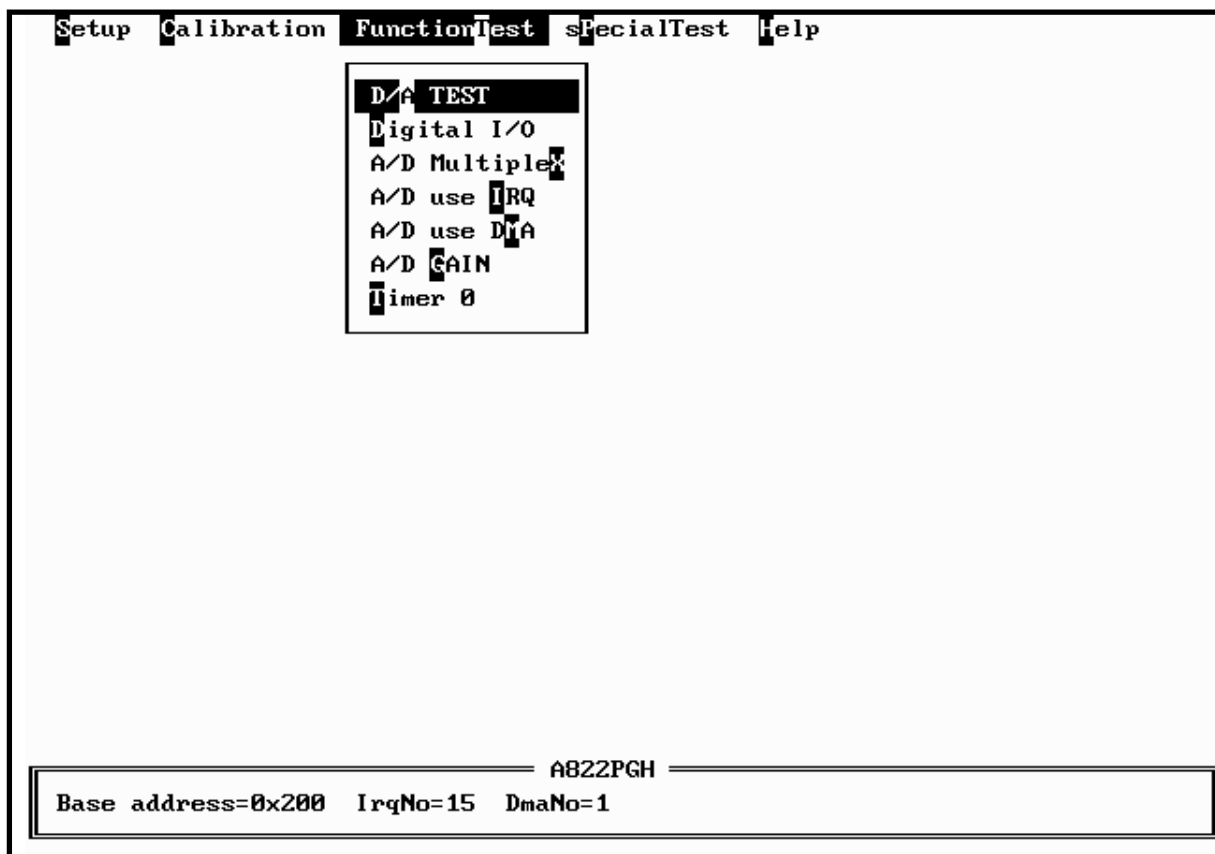 Setup Calibration FunctionTest sPecialTest Help
D/A TEST
Digital I/O
A/D MultipleX
A/D use IRQ
A/D use DMA
A/D GAIN
Timer 0
A822PGH
Base address=0x200 IrqNo=15 DmaNo=1